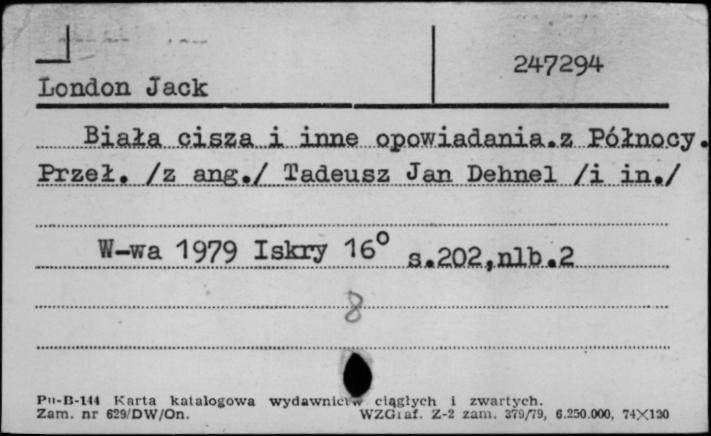 247294
London Jack
Biała cisza i inne opowiadania.z Północy.
Przeł. /z ang./ Tadeusz Jan Dehnel /i in./
W-wa 1979 Iskry 16° s.202,nlb.2
8
Pu-B-144 Karta katalogowa wydawnictw ciągłych i zwartych.
Zam. nr 629/DW/On. WZGraf. Z-2 zam. 379/79, 6.250.000, 74×120